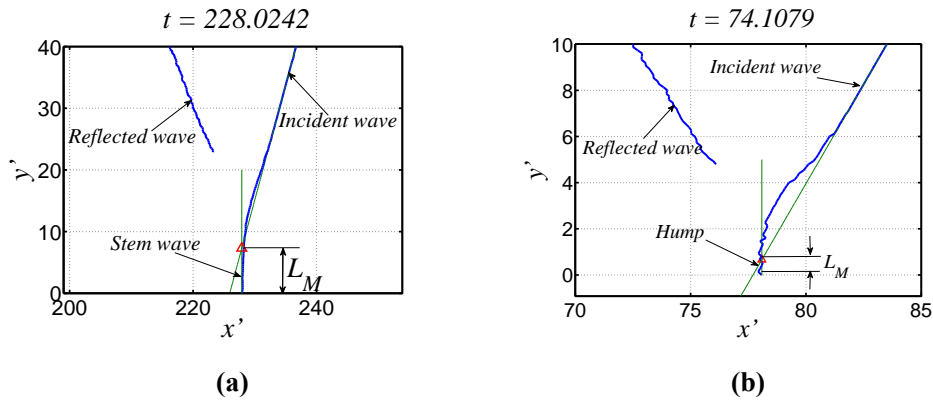 t = 228.0242
40
30
20
10
0
200
220
240
y'
x'
Reflected wave
Incident wave
Stem wave
L_M
(a)
t = 74.1079
10
8
6
4
2
0
70
75
80
85
y'
x'
Incident wave
Reflected wave
Hump
L_M
(b)